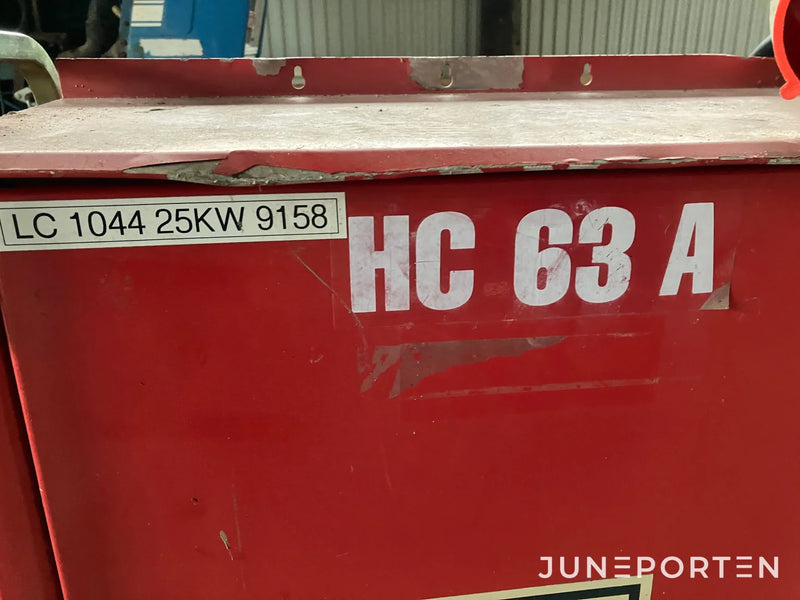 LC 1044 25KW 9158
HC 63 A
JUNEPORTEN